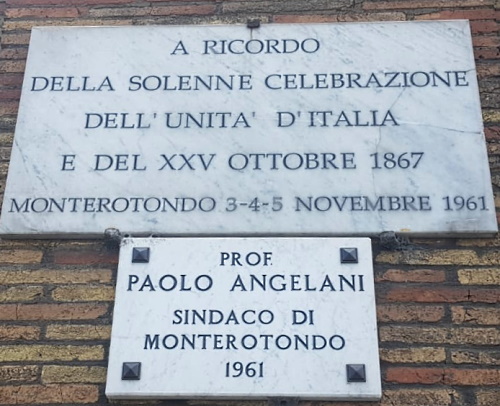 A RICORDO
DELLA SOLENNE CELEBRAZIONE
DELL'UNITA' D'ITALIA
E DEL XXV OTTOBRE 1867
MONTEROTONDO 3-4-5 NOVEMBRE 1961
PROF.
PAOLO ANGELANI
SINDACO DI
MONTEROTONDO
1961